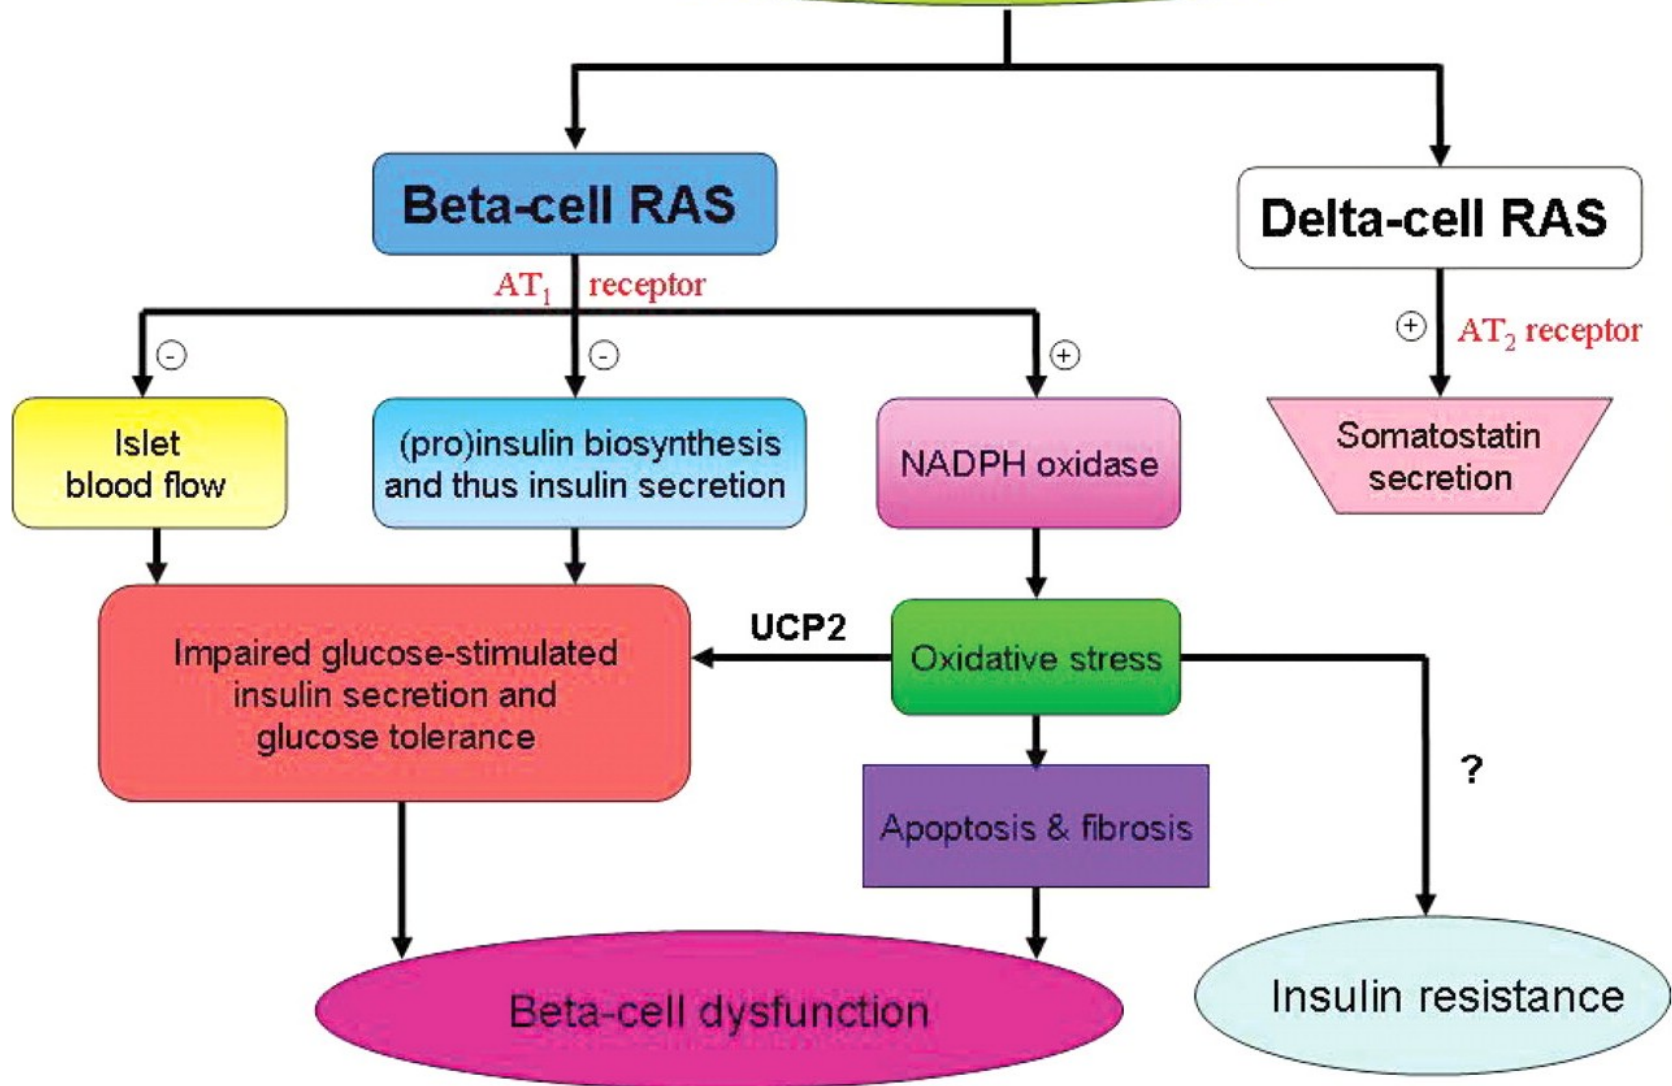 Beta-cell RAS
Delta-cell RAS
AT1 receptor
+
AT2 receptor
-
-
+
Islet
blood flow
(pro)insulin biosynthesis
and thus insulin secretion
NADPH oxidase
Somatostatin
secretion
UCP2
Impaired glucose-stimulated
insulin secretion and
glucose tolerance
Oxidative stress
?
Apoptosis & fibrosis
Beta-cell dysfunction
Insulin resistance